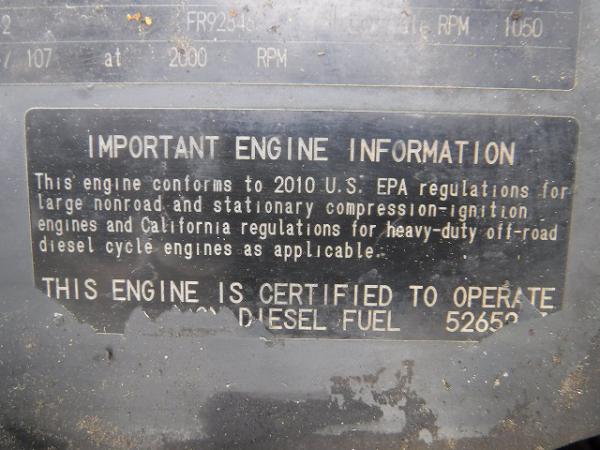 2 FR9254 RPM 1050
107 at 2000 RPM
IMPORTANT ENGINE INFORMATION
This engine conforms to 2010 U.S. EPA regulations for
large nonroad and stationary compression-ignition
engines and California regulations for heavy-duty off-road
diesel cycle engines as applicable.
THIS ENGINE IS CERTIFIED TO OPERATE
DIESEL FUEL 52652